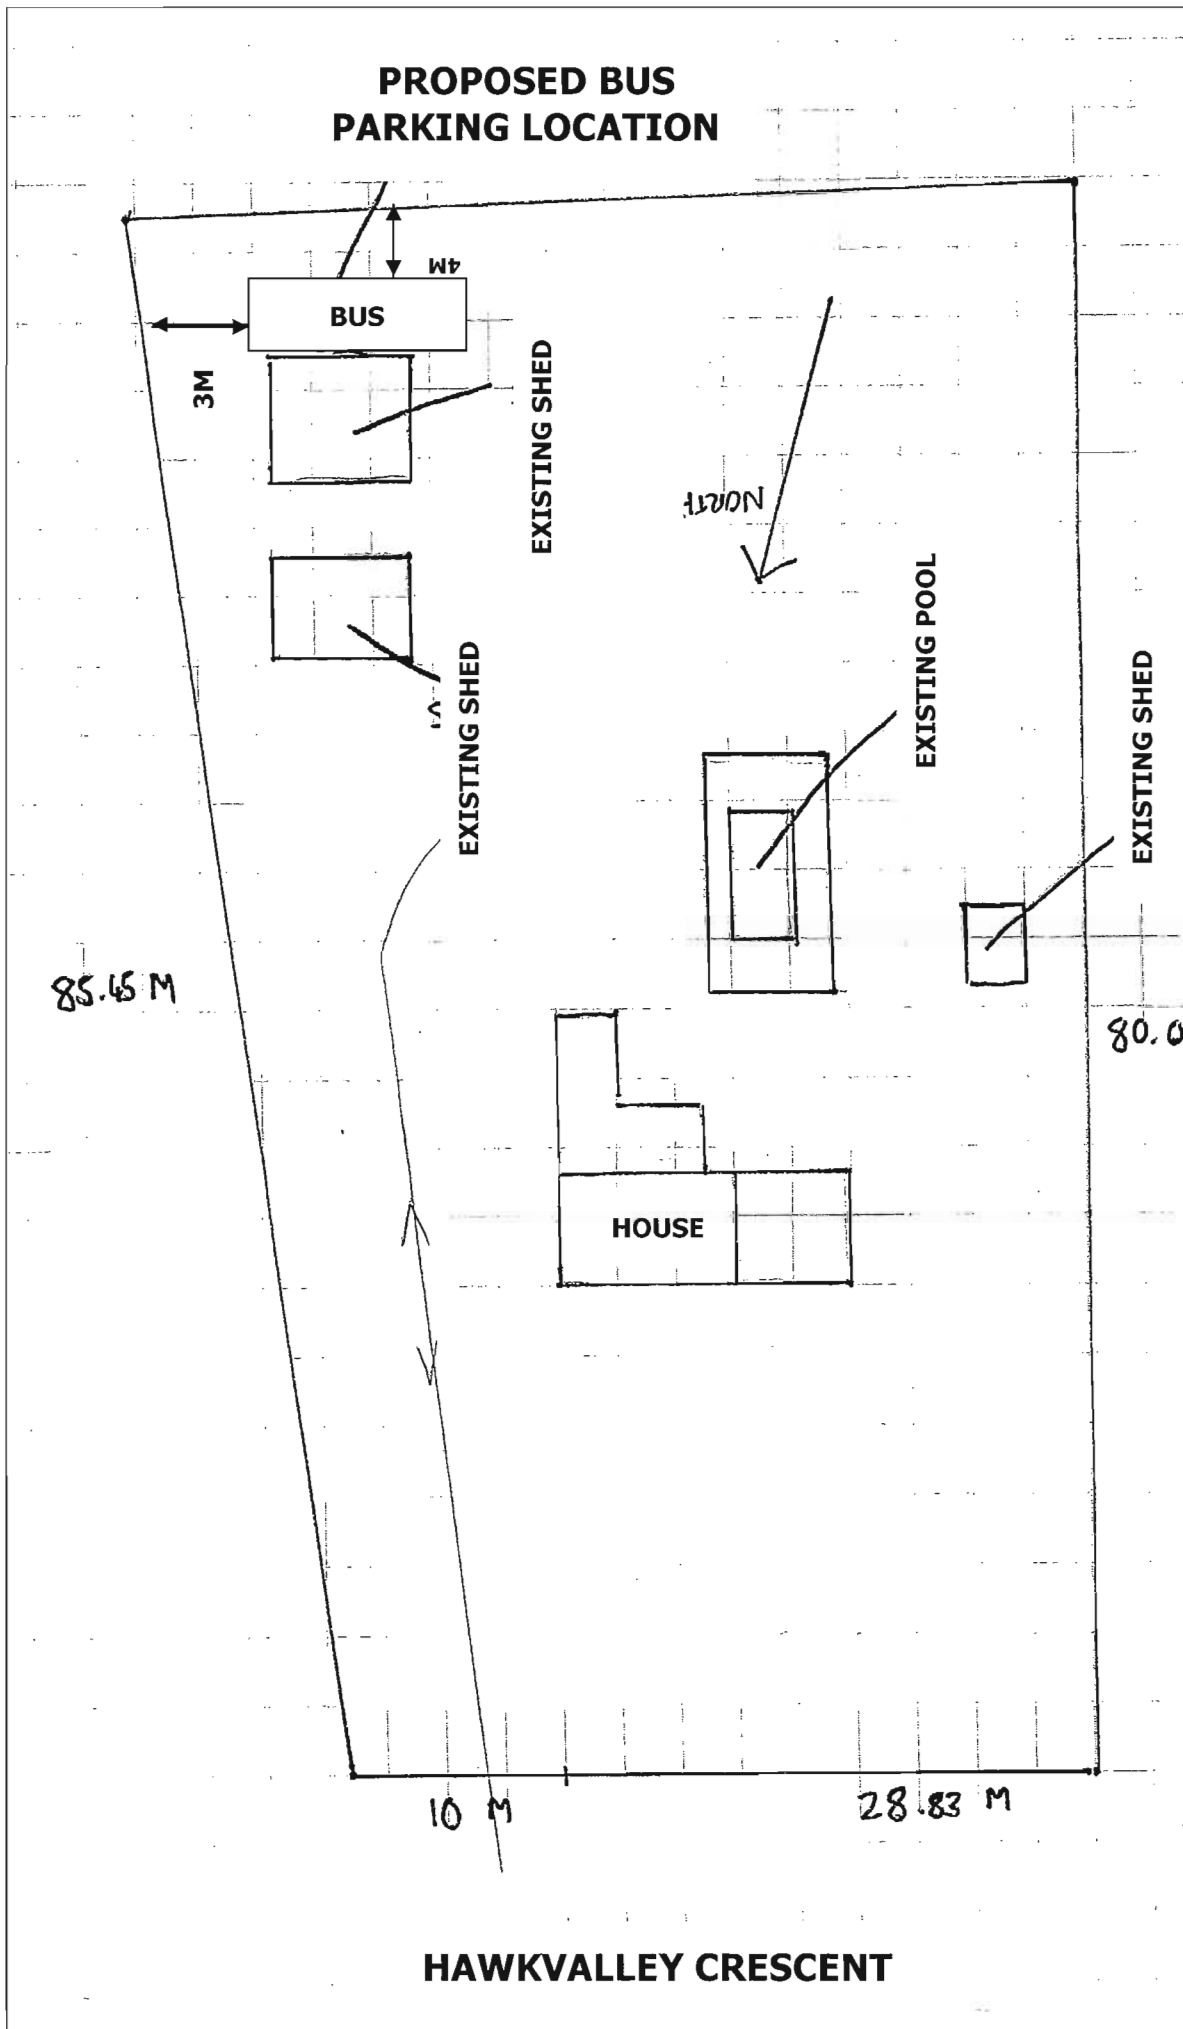 PROPOSED BUS
PARKING LOCATION
4M
BUS
3M
EXISTING SHED
NORTH
EXISTING SHED
EXISTING POOL
EXISTING SHED
85.45 M
80.0
HOUSE
10 M
28.83 M
HAWKVALLEY CRESCENT